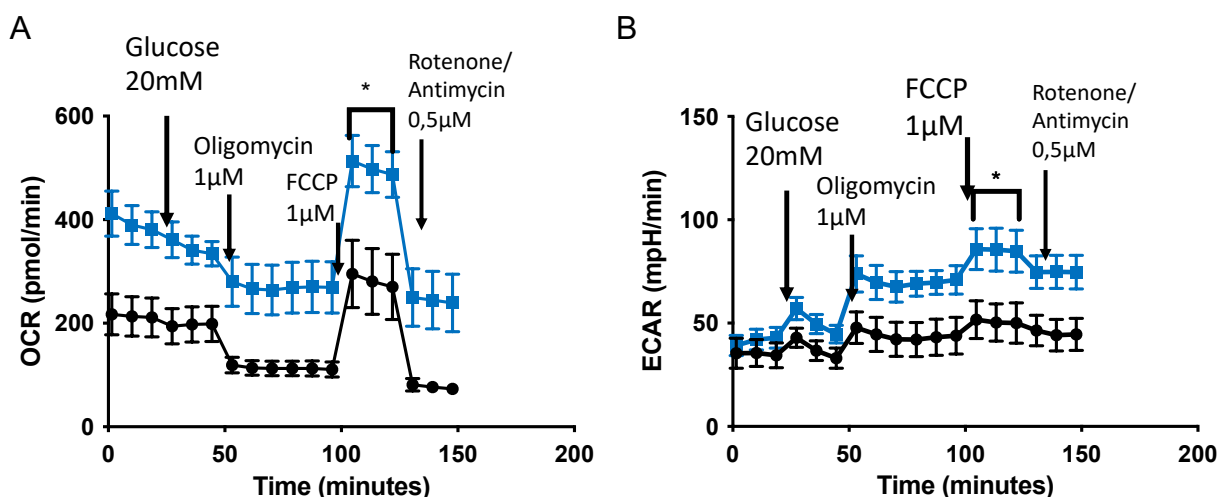 A
Glucose
20mM
Oligomycin
1µM
FCCP
1µM
*
Rotenone/
Antimycin
0,5µM
OCR (pmol/min)
600
400
200
0
0
50
100
150
200
Time (minutes)
B
Glucose
20mM
Oligomycin
1µM
FCCP
1µM
*
Rotenone/
Antimycin
0,5µM
ECAR (mpH/min)
150
100
50
0
0
50
100
150
200
Time (minutes)